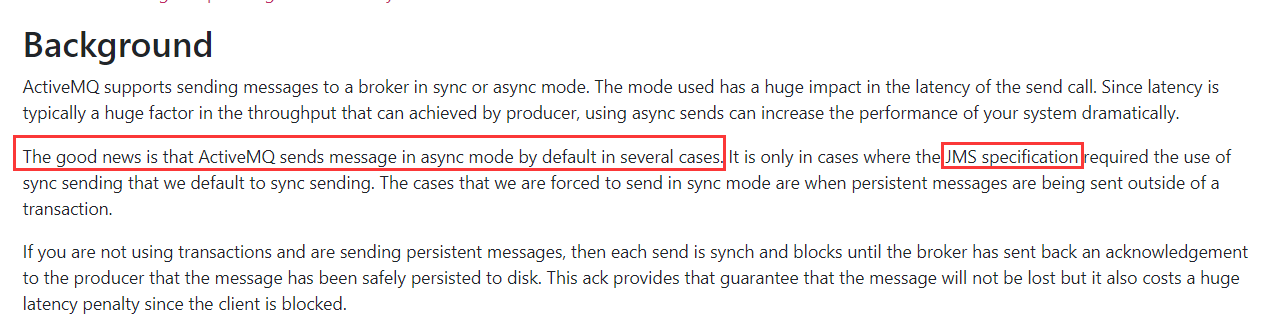 Background
ActiveMQ supports sending messages to a broker in sync or async mode. The mode used has a huge impact in the latency of the send call. Since latency is
typically a huge factor in the throughput that can achieved by producer, using async sends can increase the performance of your system dramatically.
The good news is that ActiveMQ sends message in async mode by default in several cases. It is only in cases where the JMS specification required the use of
sync sending that we default to sync sending. The cases that we are forced to send in sync mode are when persistent messages are being sent outside of a
transaction.
If you are not using transactions and are sending persistent messages, then each send is synch and blocks until the broker has sent back an acknowledgement
to the producer that the message has been safely persisted to disk. This ack provides that guarantee that the message will not be lost but it also costs a huge
latency penalty since the client is blocked.